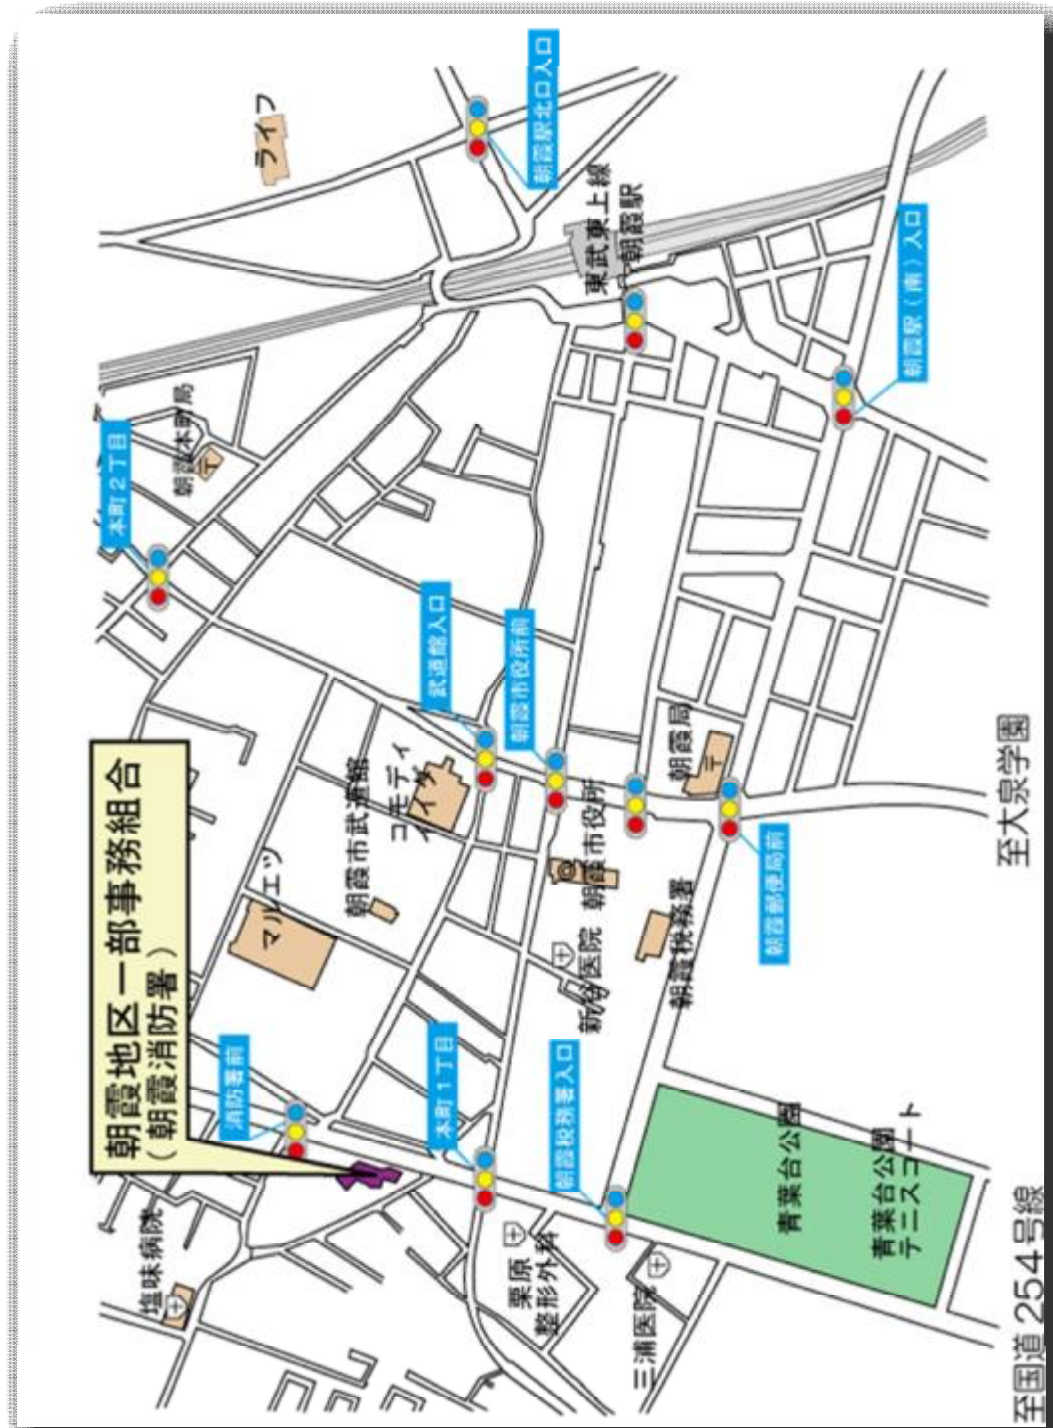 朝霞地区一部事務組合
（朝霞消防署）
塩味病院
消防署前
マルエツ
本町２丁目
朝霞本町局
ライフ
朝霞市武道館
コモディ
イイダ
武道館入口
本町１丁目
栗原
整形外科
新谷医院
朝霞市役所
朝霞市役所前
東武東上線
朝霞駅
朝霞駅北口入口
朝霞税務署入口
三浦医院
朝霞税務署
朝霞局
朝霞郵便局前
朝霞駅（南）入口
青葉台公園
青葉台公園
テニスコート
至国道254号線
至大泉学園